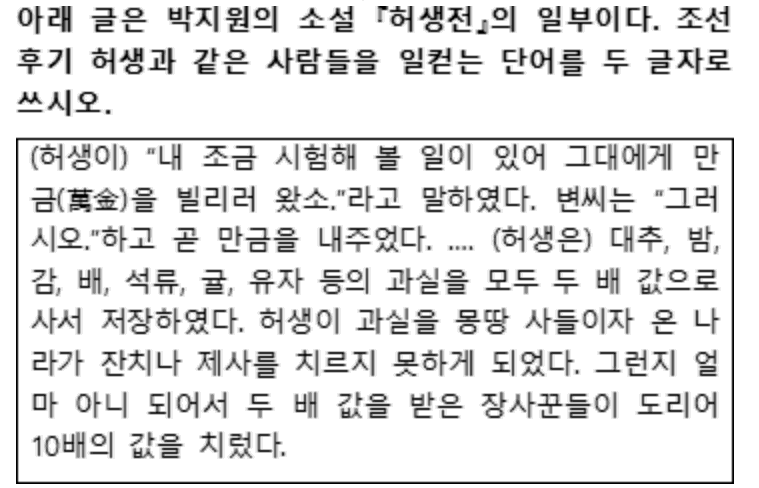 아래 글은 박지원의 소설 『허생전』의 일부이다. 조선
후기 허생과 같은 사람들을 일컫는 단어를 두 글자로
쓰시오.
(허생이) “내 조금 시험해 볼 일이 있어 그대에게 만
금(萬金)을 빌리러 왔소.”라고 말하였다. 변씨는 “그러
시오.”하고 곧 만금을 내주었다. .... (허생은) 대추, 밤,
감, 배, 석류, 귤, 유자 등의 과실을 모두 두 배 값으로
사서 저장하였다. 허생이 과실을 몽땅 사들이자 온 나
라가 잔치나 제사를 치르지 못하게 되었다. 그런지 얼
마 아니 되어서 두 배 값을 받은 장사꾼들이 도리어
10배의 값을 치렀다.